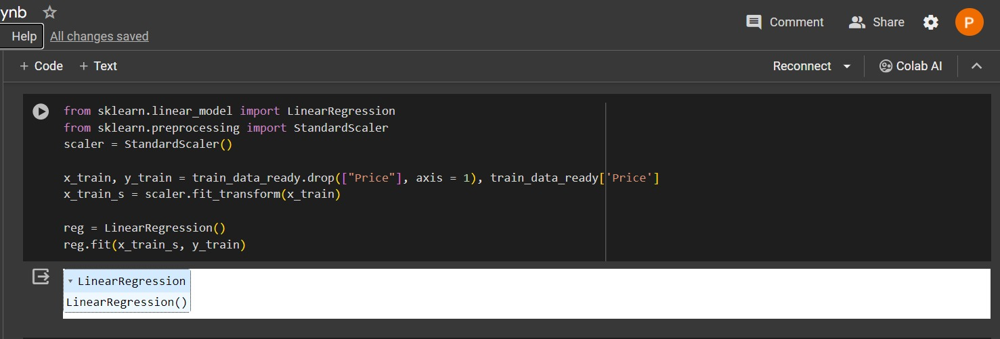 ynb
Comment
Share
P
Help
All changes saved
+ Code + Text
Reconnect
Colab AI
from sklearn.linear_model import LinearRegression
from sklearn.preprocessing import StandardScaler
scaler = StandardScaler()
x_train, y_train = train_data_ready.drop(["Price"], axis = 1), train_data_ready['Price']
x_train_s = scaler.fit_transform(x_train)
reg = LinearRegression()
reg.fit(x_train_s, y_train)
LinearRegression
LinearRegression()